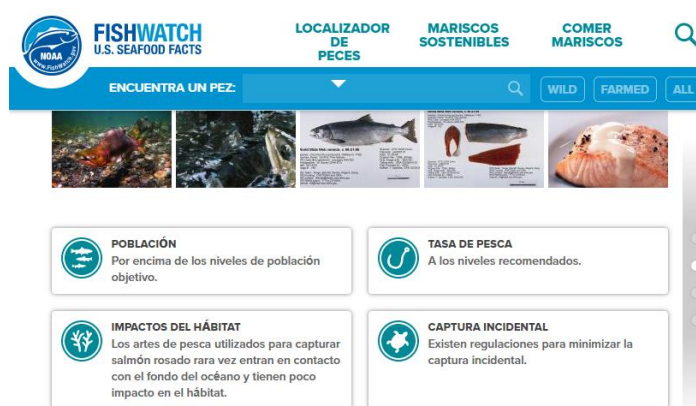 FISHWATCH
U.S. SEAFOOD FACTS
NOAA
www.FishWatch.gov
LOCALIZADOR
DE
PECES
MARISCOS
SOSTENIBLES
COMER
MARISCOS
ENCUENTRA UN PEZ:
WILD
FARMED
ALL
POBLACIÓN
Por encima de los niveles de población
objetivo.
TASA DE PESCA
A los niveles recomendados.
IMPACTOS DEL HÁBITAT
Los artes de pesca utilizados para capturar
salmón rosado rara vez entran en contacto
con el fondo del océano y tienen poco
impacto en el hábitat.
CAPTURA INCIDENTAL
Existen regulaciones para minimizar la
captura incidental.